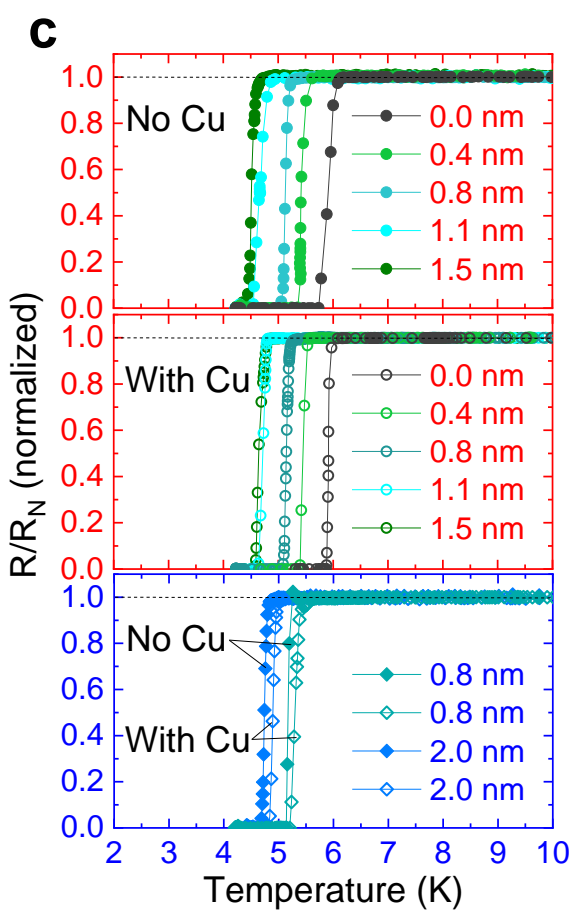 c
R/R_N (normalized)
1.0
0.8
0.6
0.4
0.2
0.0
No Cu
0.0 nm
0.4 nm
0.8 nm
1.1 nm
1.5 nm
1.0
0.8
0.6
0.4
0.2
0.0
With Cu
0.0 nm
0.4 nm
0.8 nm
1.1 nm
1.5 nm
1.0
0.8
0.6
0.4
0.2
0.0
No Cu
With Cu
0.8 nm
0.8 nm
2.0 nm
2.0 nm
2 3 4 5 6 7 8 9 10
Temperature (K)